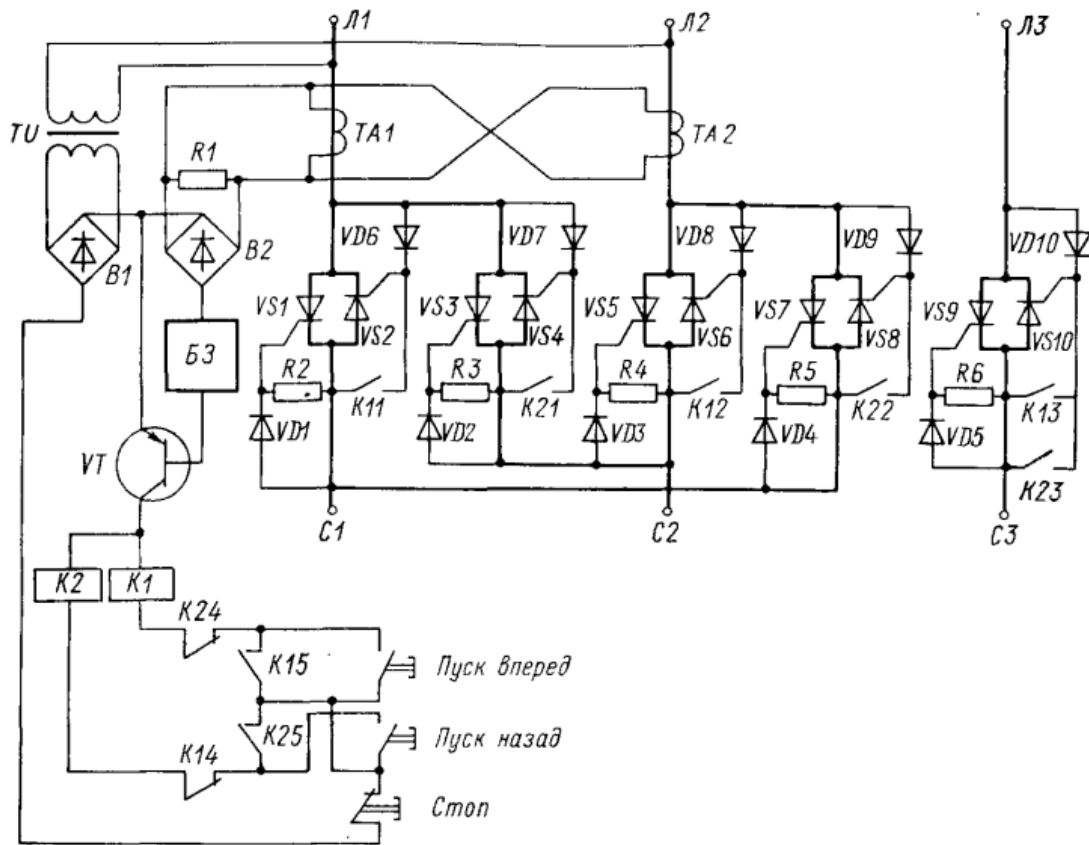 Л1
Л2
Л3
TU
R1
TA1
TA2
B1
B2
VD6
VD7
VD8
VD9
VD10
VS1
VS2
VS3
VS4
VS5
VS6
VS7
VS8
VS9
VS10
БЗ
R2
K11
R3
K21
R4
K12
R5
K22
R6
K13
VD1
VD2
VD3
VD4
VD5
K23
VT
C1
C2
C3
K2
K1
K24
K15
Пуск вперед
K25
Пуск назад
K14
Стоп